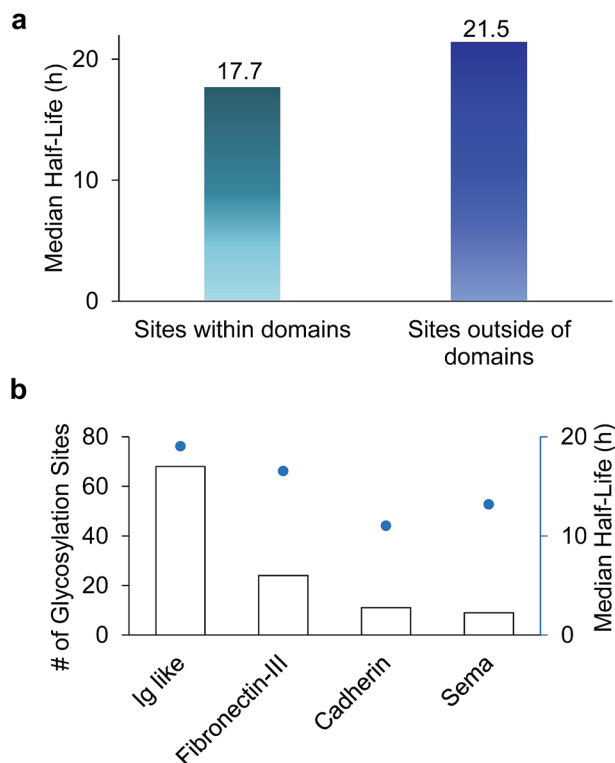 a
Median Half-Life (h)
20
10
0
17.7
21.5
Sites within domains
Sites outside of
domains
b
# of Glycosylation Sites
80
60
40
20
0
20
10
0
Median Half-Life (h)
Ig like
Fibronectin-III
Cadherin
Sema